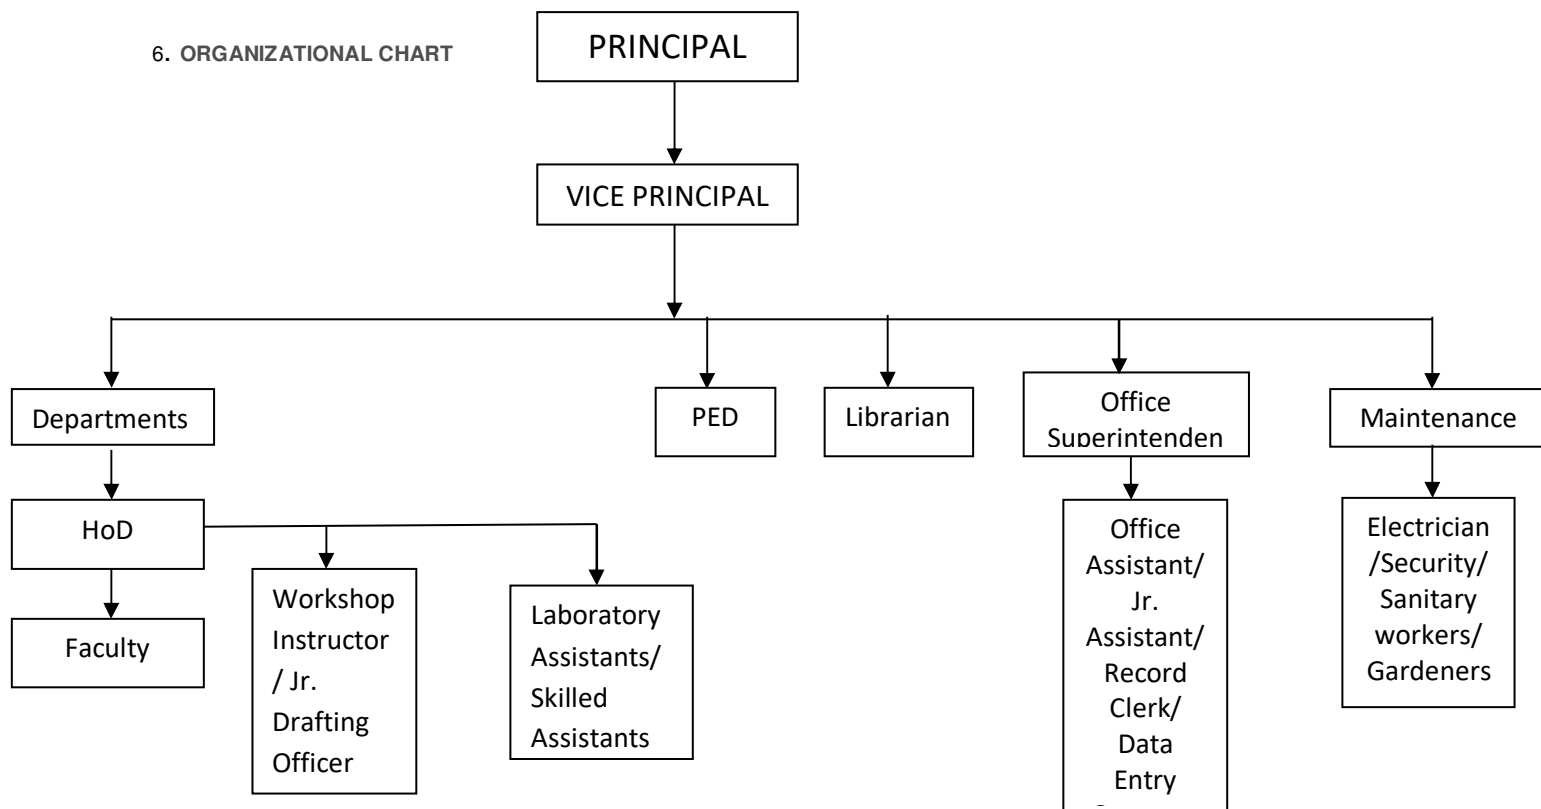 6. ORGANIZATIONAL CHART
PRINCIPAL
VICE PRINCIPAL
Departments
PED
Librarian
Office
Superintenden
Maintenance
HoD
Faculty
Workshop
Instructor
/ Jr.
Drafting
Officer
Laboratory
Assistants/
Skilled
Assistants
Office
Assistant/
Jr.
Assistant/
Record
Clerk/
Data
Entry
Electrician
/Security/
Sanitary
workers/
Gardeners